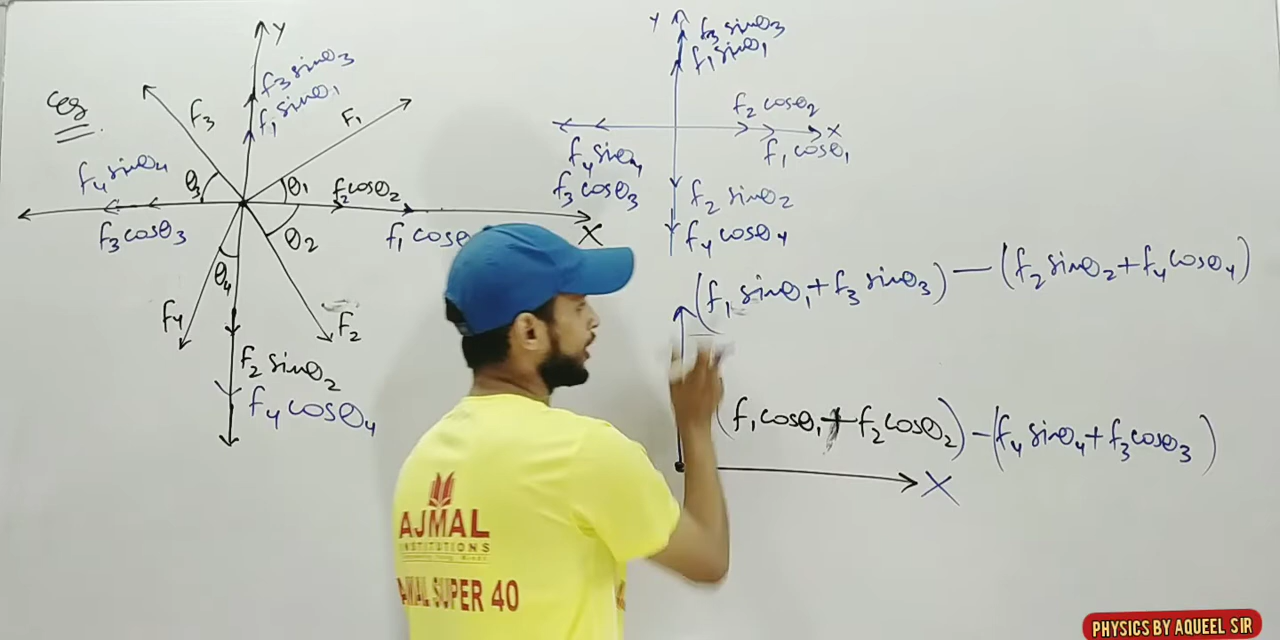 eg
Y
f₃ sinθ₃
f₁ sinθ₁
F₁
F₃
f₄ sinθ₄
θ₃
θ₁
f₂ cosθ₂
f₃ cosθ₃
θ₂
f₁ cosθ
X
θ₄
F₄
F₂
f₂ sinθ₂
f₄ cosθ₄
Y
f₃ sinθ₃
f₁ sinθ₁
f₂ cosθ₂
X
f₁ cosθ₁
f₄ sinθ₄
f₃ cosθ₃
f₂ sinθ₂
f₄ cosθ₄
(f₁ sinθ₁ + f₃ sinθ₃) — (f₂ sinθ₂ + f₄ cosθ₄)
(f₁ cosθ₁ + f₂ cosθ₂) - (f₄ sinθ₄ + f₃ cosθ₃)
X
AJMAL
INSTITUTIONS
SUPER 40
PHYSICS BY AQUEEL SIR